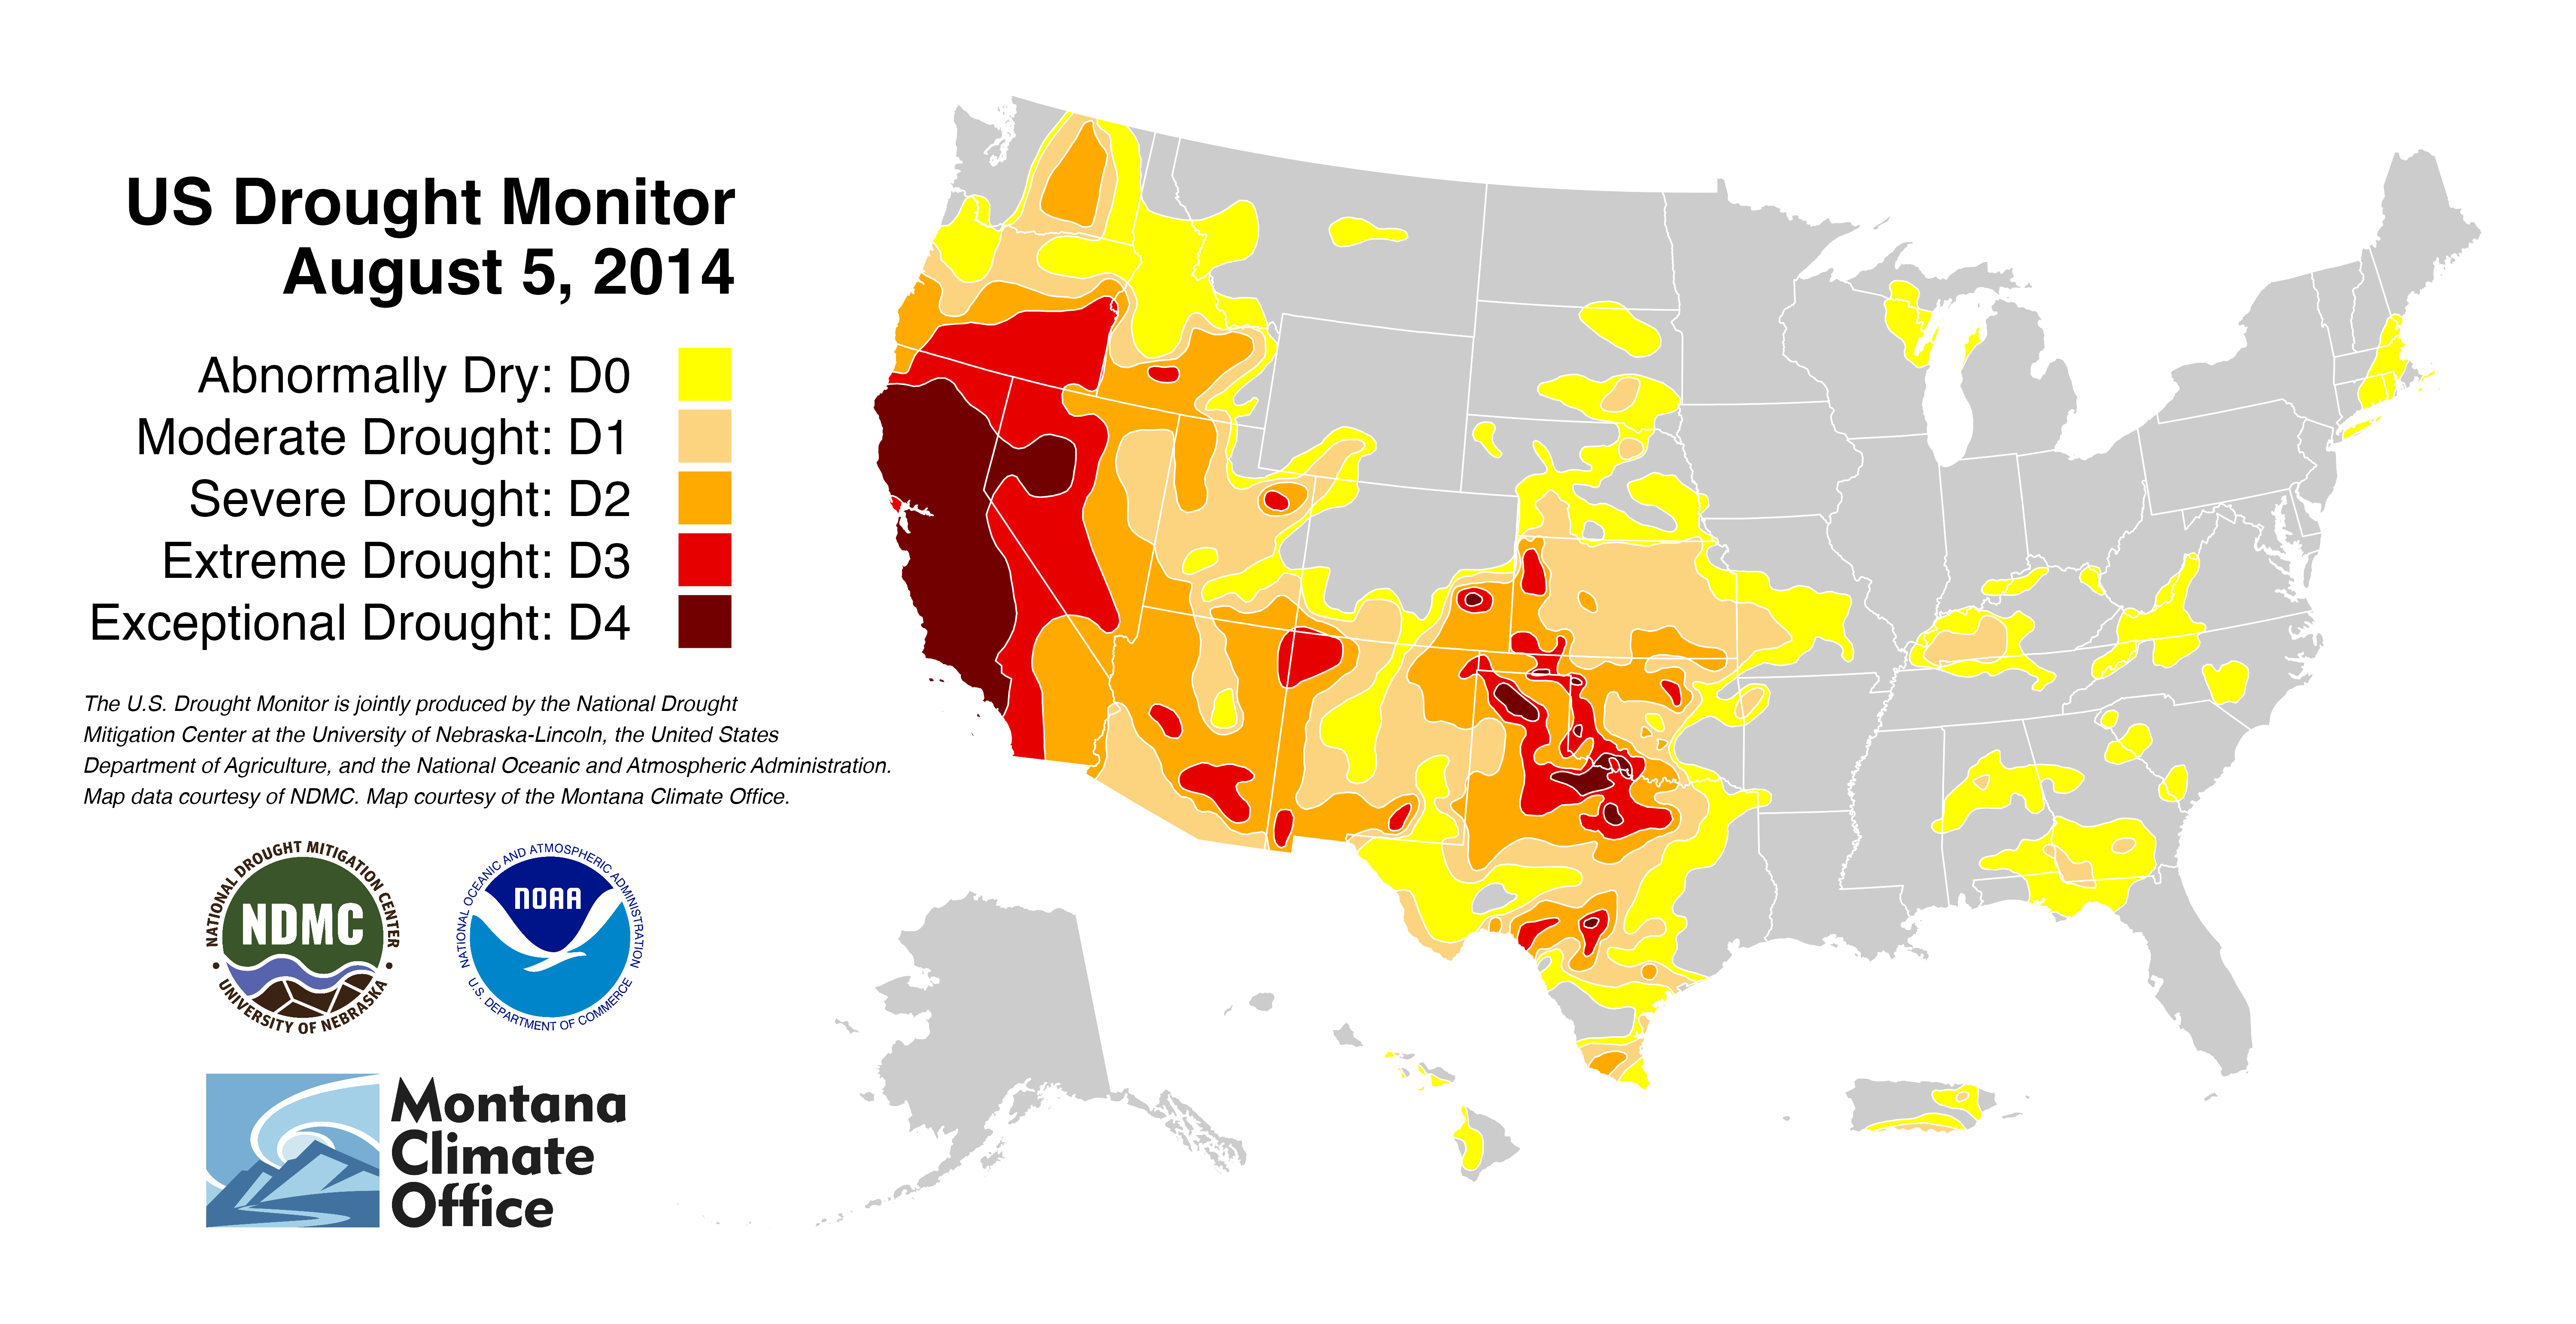 US Drought Monitor
August 5, 2014
Abnormally Dry: D0
Moderate Drought: D1
Severe Drought: D2
Extreme Drought: D3
Exceptional Drought: D4
The U.S. Drought Monitor is jointly produced by the National Drought
Mitigation Center at the University of Nebraska-Lincoln, the United States
Department of Agriculture, and the National Oceanic and Atmospheric Administration.
Map data courtesy of NDMC. Map courtesy of the Montana Climate Office.
NATIONAL DROUGHT MITIGATION CENTER
NDMC
• UNIVERSITY OF NEBRASKA •
NATIONAL OCEANIC AND ATMOSPHERIC ADMINISTRATION
NOAA
U.S. DEPARTMENT OF COMMERCE
Montana
Climate
Office